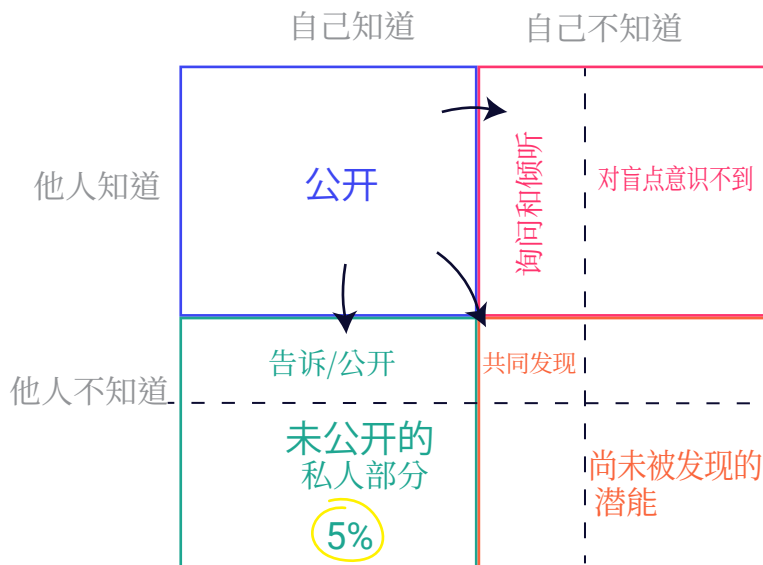 自己知道
自己不知道
他人知道
公开
询问和倾听
对盲点意识不到
告诉/公开
共同发现
他人不知道
未公开的
私人部分
5%
尚未被发现的
潜能